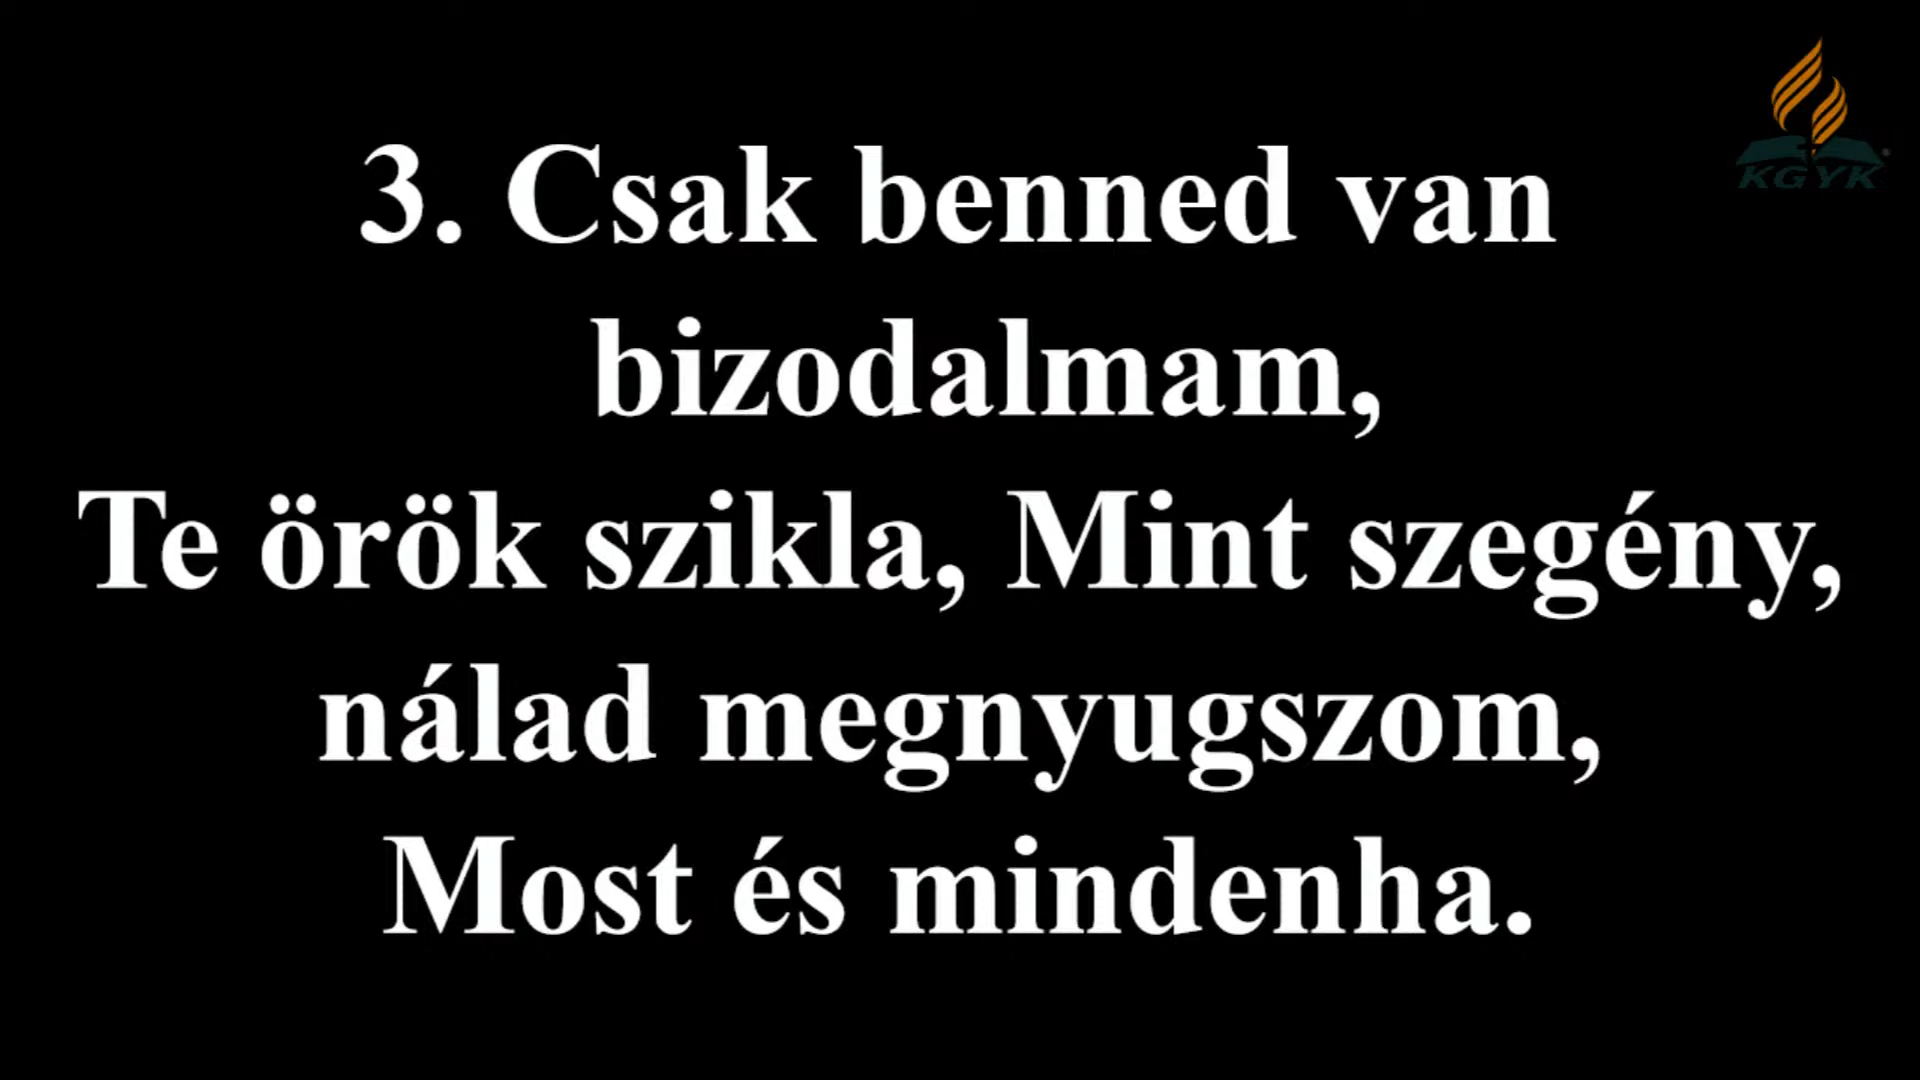 KGYK
3. Csak benned van
bizodalmam,
Te örök szikla, Mint szegény,
nálad megnyugszom,
Most és mindenha.